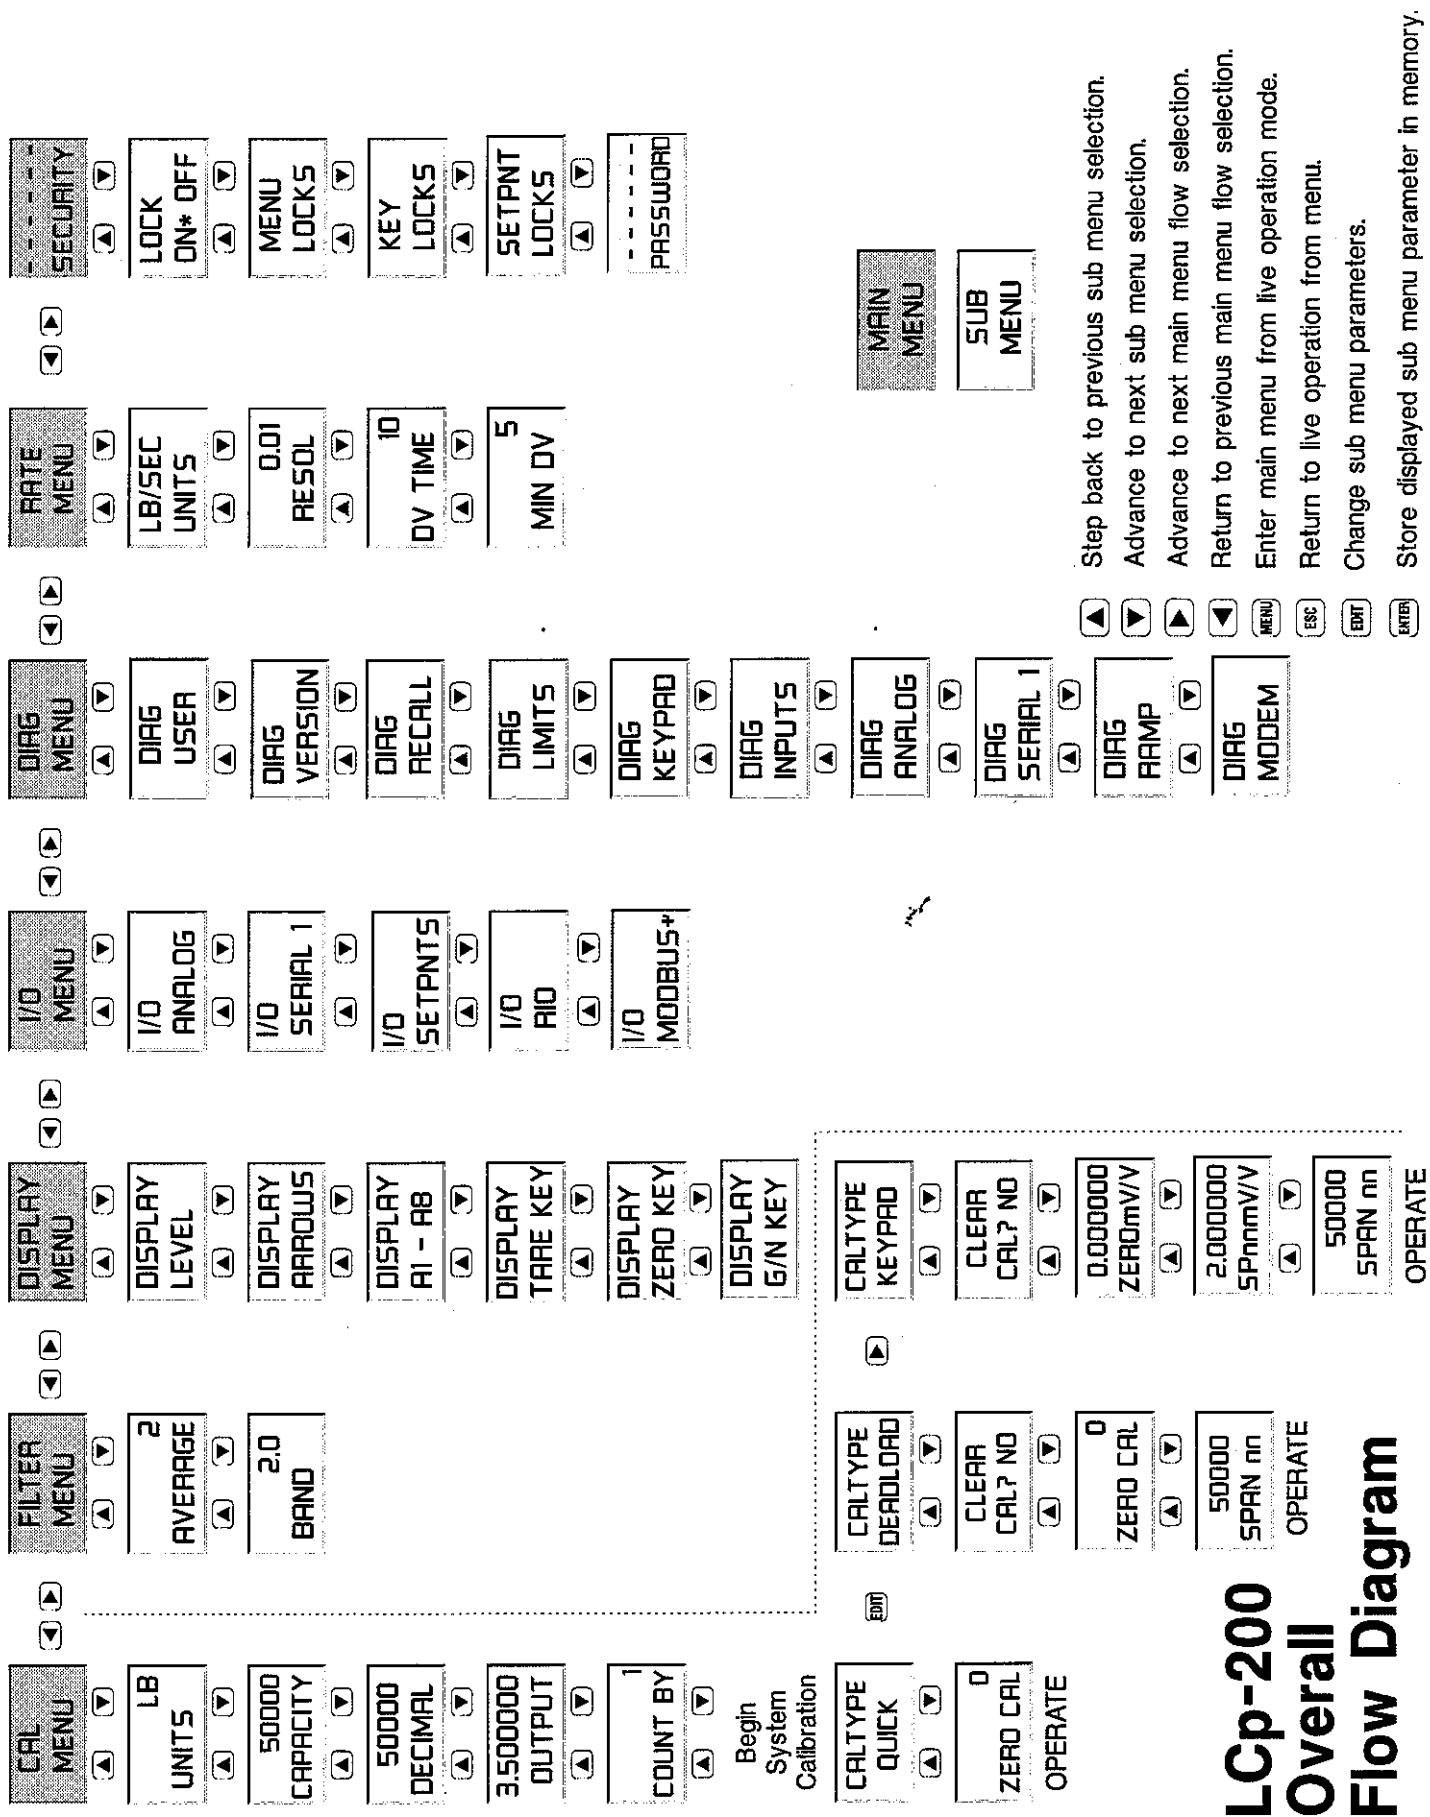 CAL
MENU
LB
UNITS
50000
CAPACITY
50000
DECIMAL
3.500000
OUTPUT
1
COUNT BY
Begin
System
Calibration
CALTYPE
QUICK
0
ZERO CAL
OPERATE
EDIT
CALTYPE
DEADLOAD
CLEAR
CAL? NO
0
ZERO CAL
50000
SPAN nn
OPERATE
CALTYPE
KEYPAD
CLEAR
CAL? NO
0.000000
ZEROmV/V
2.000000
SPnnmV/V
50000
SPAN nn
OPERATE
FILTER
MENU
2
AVERAGE
2.0
BAND
DISPLAY
MENU
DISPLAY
LEVEL
DISPLAY
ARROWS
DISPLAY
A1 - A8
DISPLAY
TARE KEY
DISPLAY
ZERO KEY
DISPLAY
G/N KEY
I/O
MENU
I/O
ANALOG
I/O
SERIAL 1
I/O
SETPNTS
I/O
RIO
I/O
MODBUS+
DIAG
MENU
DIAG
USER
DIAG
VERSION
DIAG
RECALL
DIAG
LIMITS
DIAG
KEYPAD
DIAG
INPUTS
DIAG
ANALOG
DIAG
SERIAL 1
DIAG
RAMP
DIAG
MODEM
RATE
MENU
LB/SEC
UNITS
0.01
RESOL
10
DV TIME
5
MIN DV
- - - - - -
SECURITY
LOCK
ON* OFF
MENU
LOCKS
KEY
LOCKS
SETPNT
LOCKS
- - - - - -
PASSWORD
MAIN
MENU
SUB
MENU
▲ Step back to previous sub menu selection.
▼ Advance to next sub menu selection.
► Advance to next main menu flow selection.
◄ Return to previous main menu flow selection.
MENU Enter main menu from live operation mode.
ESC Return to live operation from menu.
EDIT Change sub menu parameters.
ENTER Store displayed sub menu parameter in memory.
LCp-200
Overall
Flow Diagram